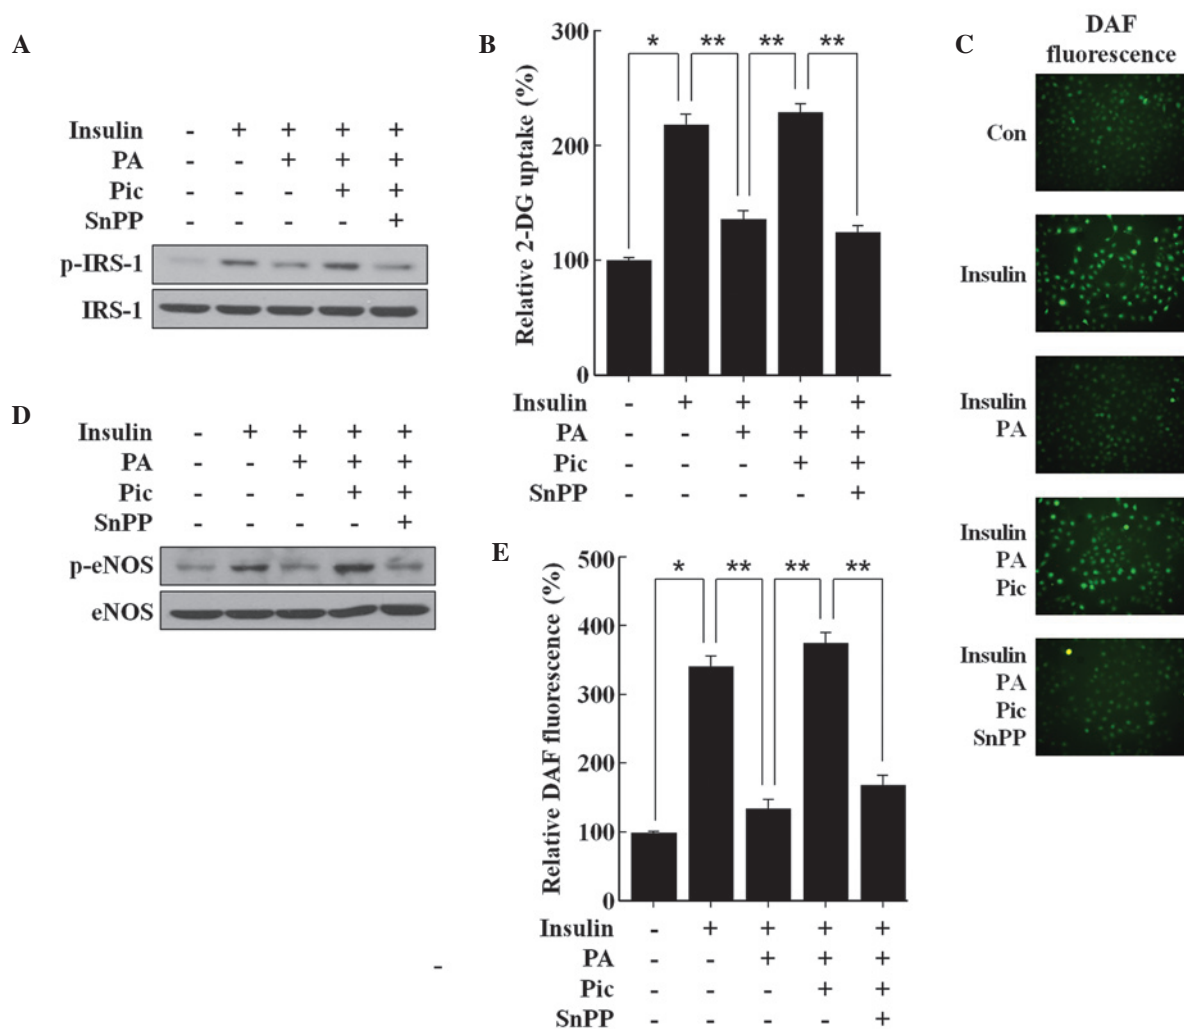 A
Insulin - + + + +
PA - - + + +
Pic - - - + +
SnPP - - - - +
p-IRS-1
IRS-1
B
Relative 2-DG uptake (%)
300
200
100
0
* ** ** **
Insulin - + + + +
PA - - + + +
Pic - - - + +
SnPP - - - - +
C
DAF
fluorescence
Con
Insulin
Insulin
PA
Insulin
PA
Pic
Insulin
PA
Pic
SnPP
D
Insulin - + + + +
PA - - + + +
Pic - - - + +
SnPP - - - - +
p-eNOS
eNOS
E
Relative DAF fluorescence (%)
500
400
300
200
100
0
* ** ** **
Insulin - + + + +
PA - - + + +
Pic - - - + +
SnPP - - - - +
-